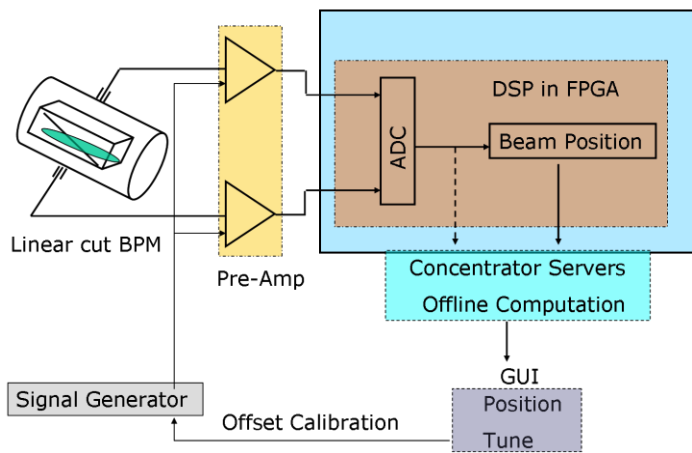 DSP in FPGA
ADC
Beam Position
Linear cut BPM
Pre-Amp
Concentrator Servers
Offline Computation
GUI
Signal Generator
Offset Calibration
Position
Tune